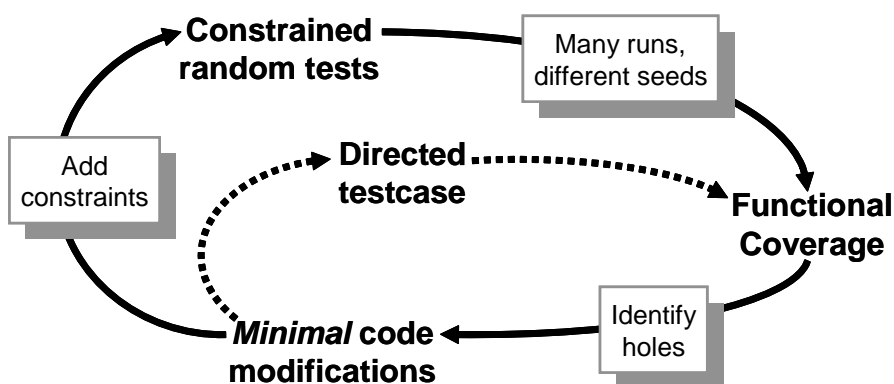 Constrained
random tests
Many runs,
different seeds
Add
constraints
Directed
testcase
Functional
Coverage
Identify
holes
Minimal code
modifications